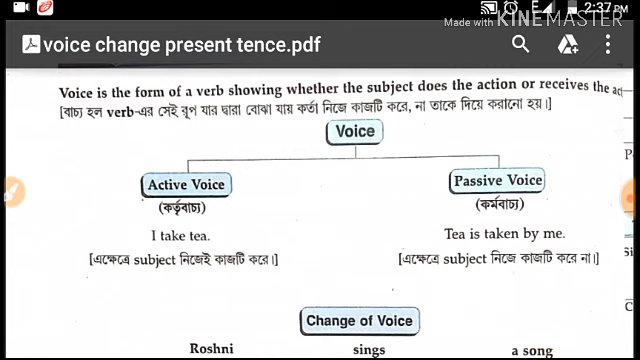 2:37 PM
Made with KINEMASTER
voice change present tence.pdf
Voice is the form of a verb showing whether the subject does the action or receives the
[বাচ্য হল verb-এর সেই রূপ যার দ্বারা বোঝা যায় কর্তা নিজে কাজটি করে, না তাকে দিয়ে করানো হয়।]
Voice
Active Voice
Passive Voice
(কর্তৃবাচ্য)
(কর্মবাচ্য)
I take tea.
Tea is taken by me.
[এক্ষেত্রে subject নিজেই কাজটি করে।]
[এক্ষেত্রে subject নিজে কাজটি করে না।]
Change of Voice
Roshni sings a song